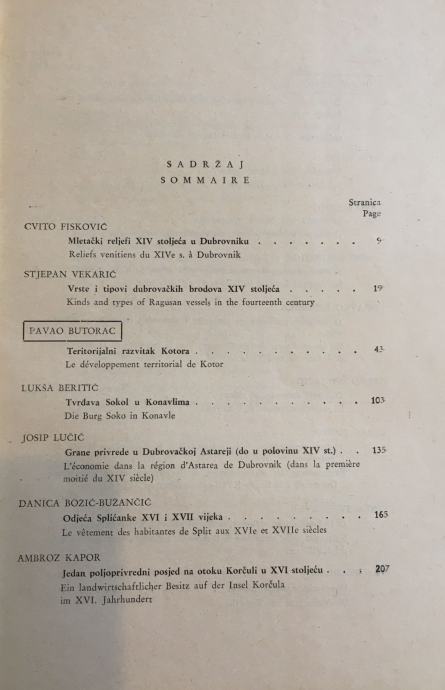 SADRŽAJ
SOMMAIRE
Stranica
Page
CVITO FISKOVIĆ
Mletački reljefi XIV stoljeća u Dubrovniku . . . . . . . 9
Reliefs venitiens du XIVe s. à Dubrovnik
STJEPAN VEKARIĆ
Vrste i tipovi dubrovačkih brodova XIV stoljeća . . . . . 19
Kinds and types of Ragusan vessels in the fourteenth century
PAVAO BUTORAC
Teritorijalni razvitak Kotora . . . . . . . . . . . 43
Le développement territorial de Kotor
LUKŠA BERITIĆ
Tvrđava Sokol u Konavlima . . . . . . . . . . . 103
Die Burg Soko in Konavle
JOSIP LUČIĆ
Grane privrede u Dubrovačkoj Astareji (do u polovinu XIV st.) . . 135
L'économie dans la région d'Astarea de Dubrovnik (dans la première
moitié du XIV siècle)
DANICA BOŽIĆ-BUŽANČIĆ
Odjeća Splićanke XVI i XVII vijeka . . . . . . . . . 165
Le vêtement des habitantes de Split aux XVIe et XVIIe siècles
AMBROZ KAPOR
Jedan poljoprivredni posjed na otoku Korčuli u XVI stoljeću . . . 207
Ein landwirtschaftlicher Besitz auf der Insel Korčula
im XVI. Jahrhundert